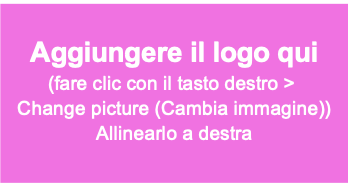 Aggiungere il logo qui
(fare clic con il tasto destro >
Change picture (Cambia immagine))
Allinearlo a destra